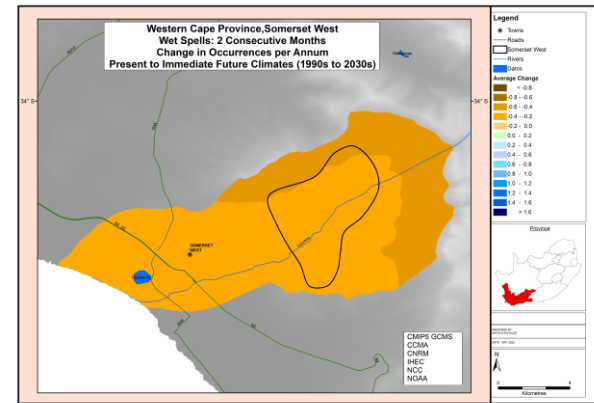 Western Cape Province,Somerset West
Wet Spells: 2 Consecutive Months
Change in Occurrences per Annum
Present to Immediate Future Climates (1990s to 2030s)
34° S
34° S
SOMERSET
WEST
CMIP5 GCMS
CCMA
CNRM
IHEC
NCC
NOAA
Legend
Towns
Roads
Somerset West
Rivers
Dams
Average Change
< -0.8
-0.8 - -0.6
-0.6 - -0.4
-0.4 - -0.2
-0.2 - 0.0
0.0 - 0.2
0.2 - 0.4
0.4 - 0.6
0.6 - 0.8
0.8 - 1.0
1.0 - 1.2
1.2 - 1.4
1.4 - 1.6
> 1.6
Province
N
Kilometres